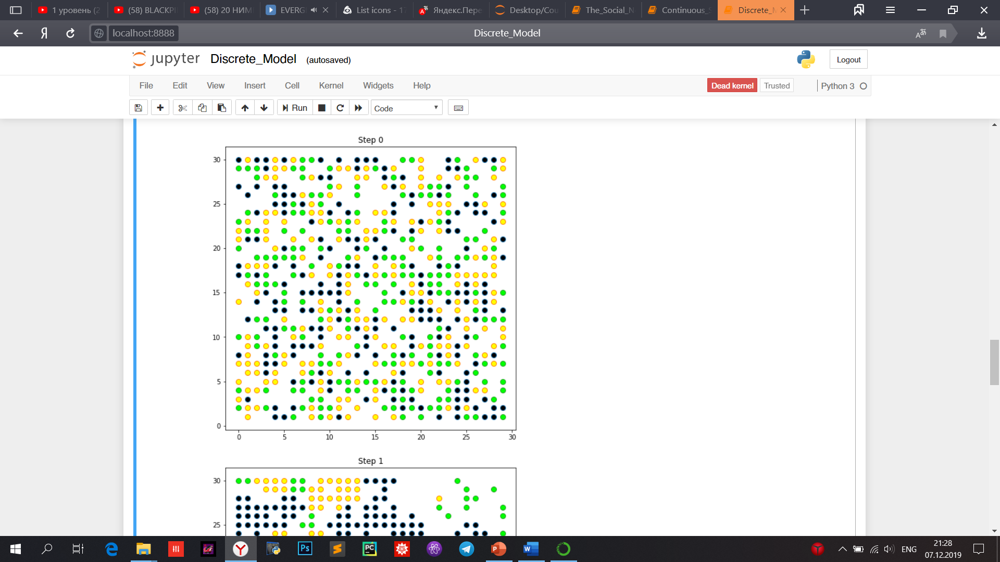 1 уровень (2
(58) BLACKPI
(58) 20 НИМ
EVERG
List icons - 17
Яндекс.Пере
Desktop/Cou
The_Social_N
Continuous_S
Discrete_M
Я
localhost:8888
Discrete_Model
jupyter Discrete_Model (autosaved)
Logout
File Edit View Insert Cell Kernel Widgets Help
Dead kernel Trusted Python 3
Run Code
Step 0
30
25
20
15
10
5
0
0 5 10 15 20 25 30
Step 1
30
25
21:28
ENG
07.12.2019